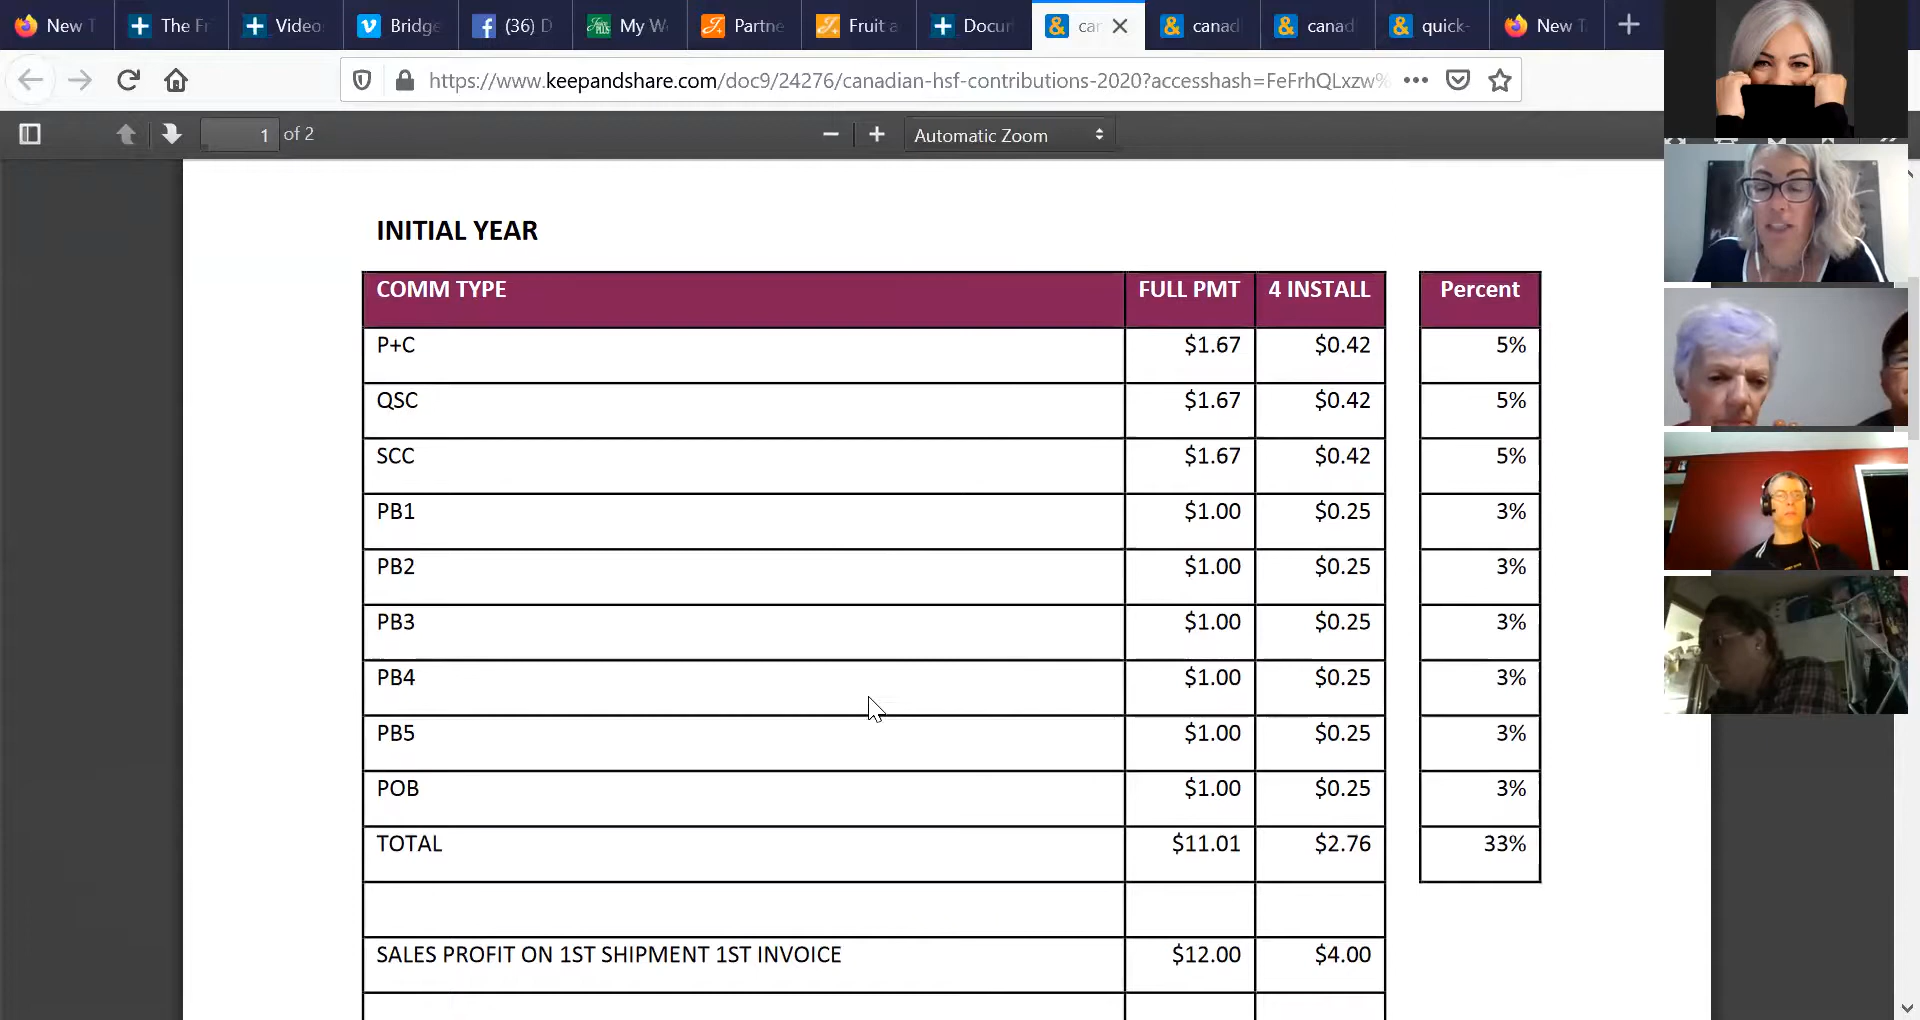 New T
The Fr
Video
Bridge
(36) D
My W
Partne
Fruit a
Docum
car
canad
canad
quick-
New T
https://www.keepandshare.com/doc9/24276/canadian-hsf-contributions-2020?accesshash=FeFrhQLxzw%
1 of 2
Automatic Zoom
INITIAL YEAR
COMM TYPE FULL PMT 4 INSTALL Percent
P+C $1.67 $0.42 5%
QSC $1.67 $0.42 5%
SCC $1.67 $0.42 5%
PB1 $1.00 $0.25 3%
PB2 $1.00 $0.25 3%
PB3 $1.00 $0.25 3%
PB4 $1.00 $0.25 3%
PB5 $1.00 $0.25 3%
POB $1.00 $0.25 3%
TOTAL $11.01 $2.76 33%
SALES PROFIT ON 1ST SHIPMENT 1ST INVOICE $12.00 $4.00